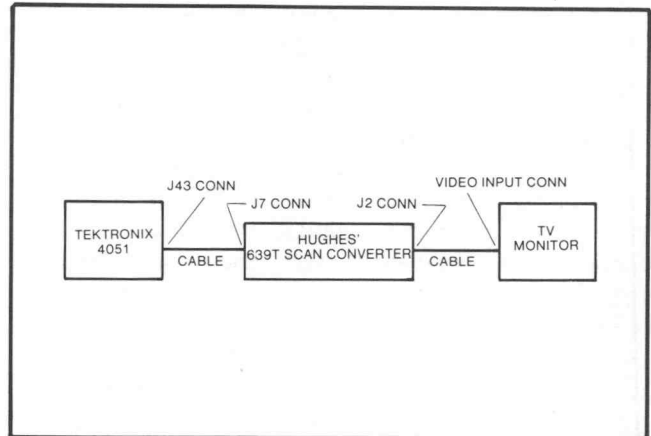 J43 CONN
VIDEO INPUT CONN
J7 CONN
J2 CONN
TEKTRONIX
4051
CABLE
HUGHES'
639T SCAN CONVERTER
CABLE
TV
MONITOR